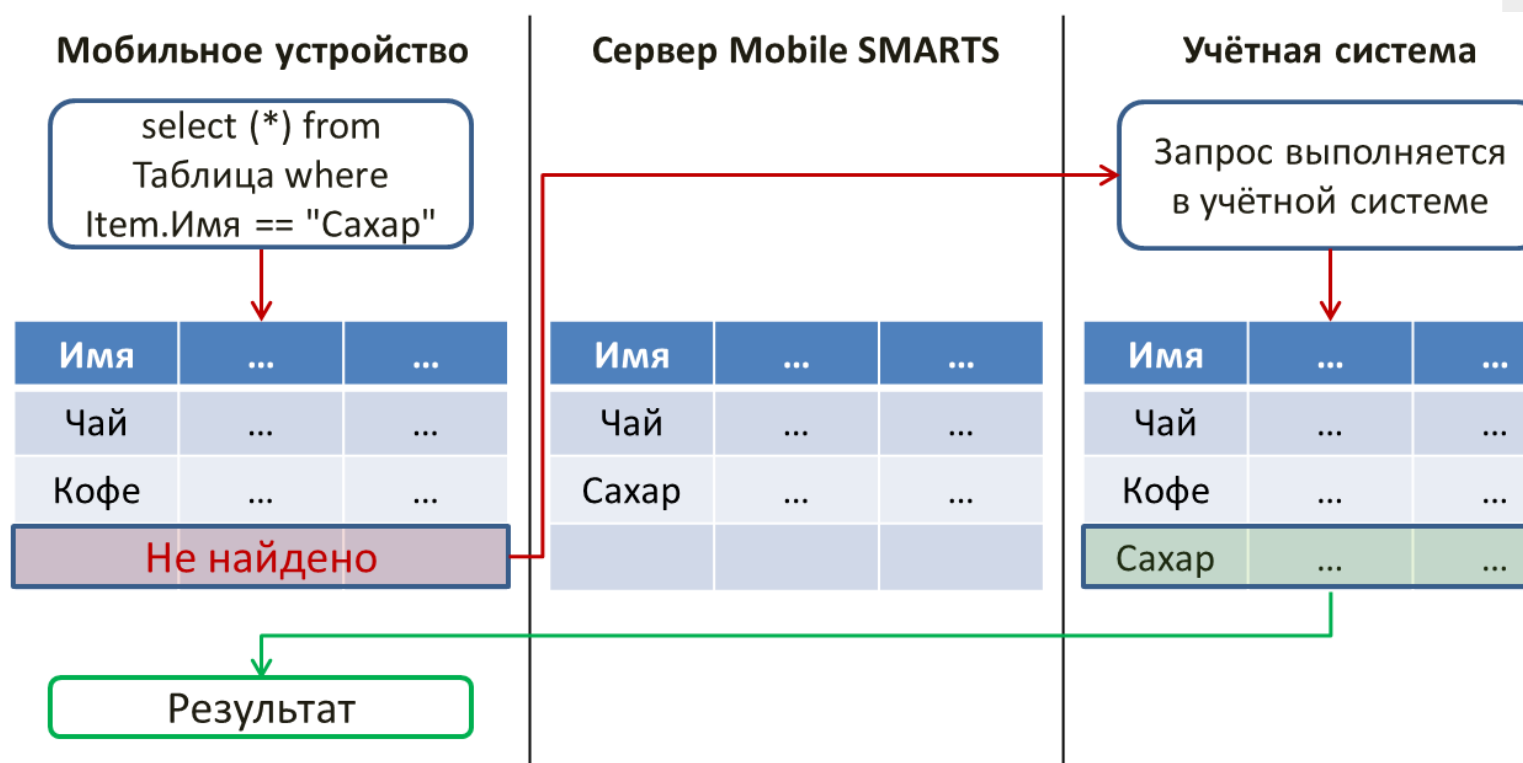 Мобильное устройство
Сервер Mobile SMARTS
Учётная система
select (*) from
Таблица where
Item.Имя == "Сахар"
Запрос выполняется
в учётной системе
Имя ... ...
Чай ... ...
Кофе ... ...
Не найдено
Имя ... ...
Чай ... ...
Сахар ... ...
Имя ... ...
Чай ... ...
Кофе ... ...
Сахар ... ...
Результат